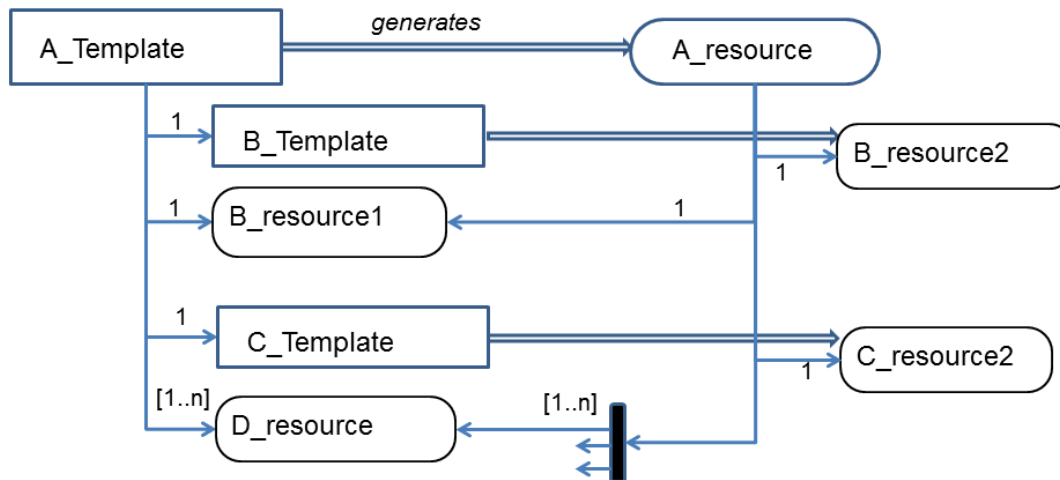 generates
A_Template
A_resource
1
B_Template
B_resource2
1
1
B_resource1
1
1
C_Template
C_resource2
1
[1..n]
D_resource
[1..n]